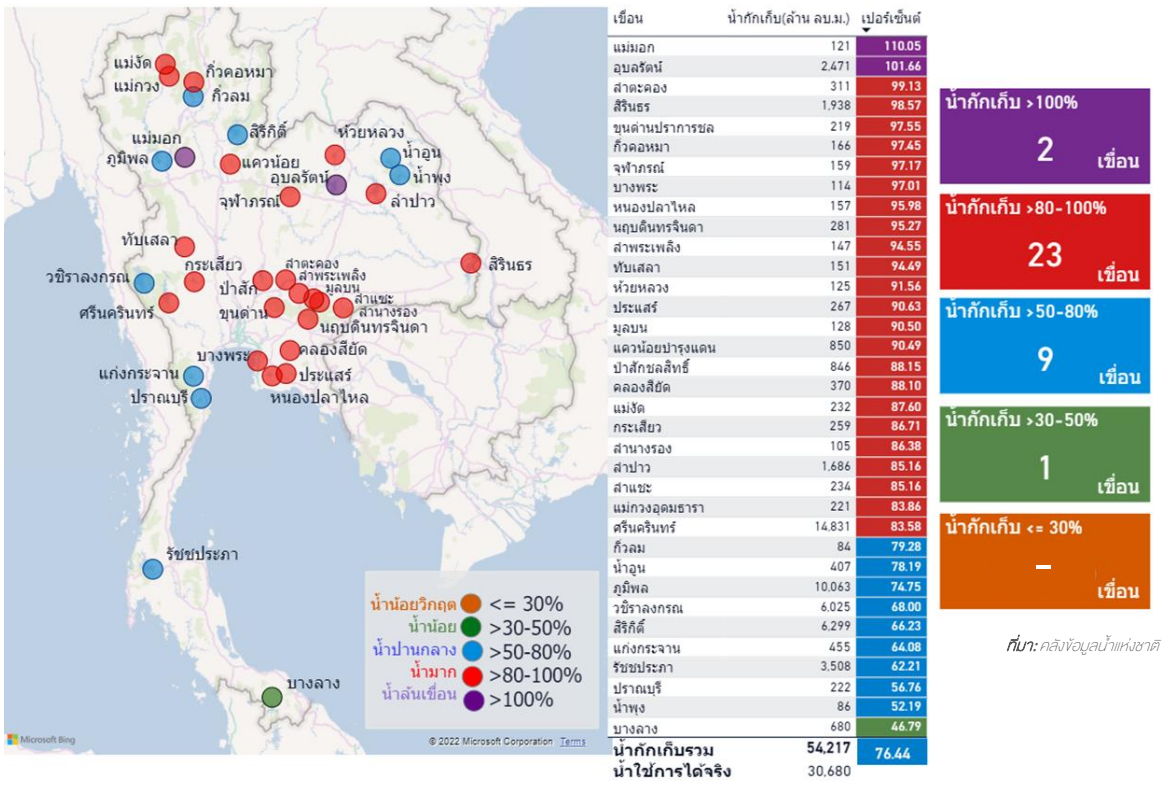 แม่งัด
แม่กวง
กิ่วคอหมา
กิ่วลม
แม่มอก
ภูมิพล
สิริกิติ์
แควน้อย
ห้วยหลวง
น้ำอูน
น้ำพุง
อุบลรัตน์
จุฬาภรณ์
ลำปาว
ทับเสลา
กระเสียว
วชิราลงกรณ
ศรีนครินทร์
ป่าสัก
ลำตะคอง
ลำพระเพลิง
มูลบน
ลำแชะ
ลำนางรอง
ขุนด่าน
นฤบดินทรจินดา
สิรินธร
บางพระ
คลองสียัด
ประแสร์
หนองปลาไหล
แก่งกระจาน
ปราณบุรี
รัชชประภา
บางลาง
น้ำน้อยวิกฤต <= 30%
น้ำน้อย >30-50%
น้ำปานกลาง >50-80%
น้ำมาก >80-100%
น้ำล้นเขื่อน >100%
Microsoft Bing
© 2022 Microsoft Corporation Terms
เขื่อน น้ำกักเก็บ(ล้าน ลบ.ม.) เปอร์เซ็นต์
แม่มอก 121 110.05
อุบลรัตน์ 2,471 101.66
ลำตะคอง 311 99.13
สิรินธร 1,938 98.57
ขุนด่านปราการชล 219 97.55
กิ่วคอหมา 166 97.45
จุฬาภรณ์ 159 97.17
บางพระ 114 97.01
หนองปลาไหล 157 95.98
นฤบดินทรจินดา 281 95.27
ลำพระเพลิง 147 94.55
ทับเสลา 151 94.49
ห้วยหลวง 125 91.56
ประแสร์ 267 90.63
มูลบน 128 90.50
แควน้อยบำรุงแดน 850 90.49
ป่าสักชลสิทธิ์ 846 88.15
คลองสียัด 370 88.10
แม่งัด 232 87.60
กระเสียว 259 86.71
ลำนางรอง 105 86.38
ลำปาว 1,686 85.16
ลำแชะ 234 85.16
แม่กวงอุดมธารา 221 83.86
ศรีนครินทร์ 14,831 83.58
กิ่วลม 84 79.28
น้ำอูน 407 78.19
ภูมิพล 10,063 74.75
วชิราลงกรณ 6,025 68.00
สิริกิติ์ 6,299 66.23
แก่งกระจาน 455 64.08
รัชชประภา 3,508 62.21
ปราณบุรี 222 56.76
น้ำพุง 86 52.19
บางลาง 680 46.79
น้ำกักเก็บรวม 54,217 76.44
น้ำใช้การได้จริง 30,680
น้ำกักเก็บ >100%
2 เขื่อน
น้ำกักเก็บ >80-100%
23 เขื่อน
น้ำกักเก็บ >50-80%
9 เขื่อน
น้ำกักเก็บ >30-50%
1 เขื่อน
น้ำกักเก็บ <= 30%
- เขื่อน
ที่มา: คลังข้อมูลน้ำแห่งชาติ